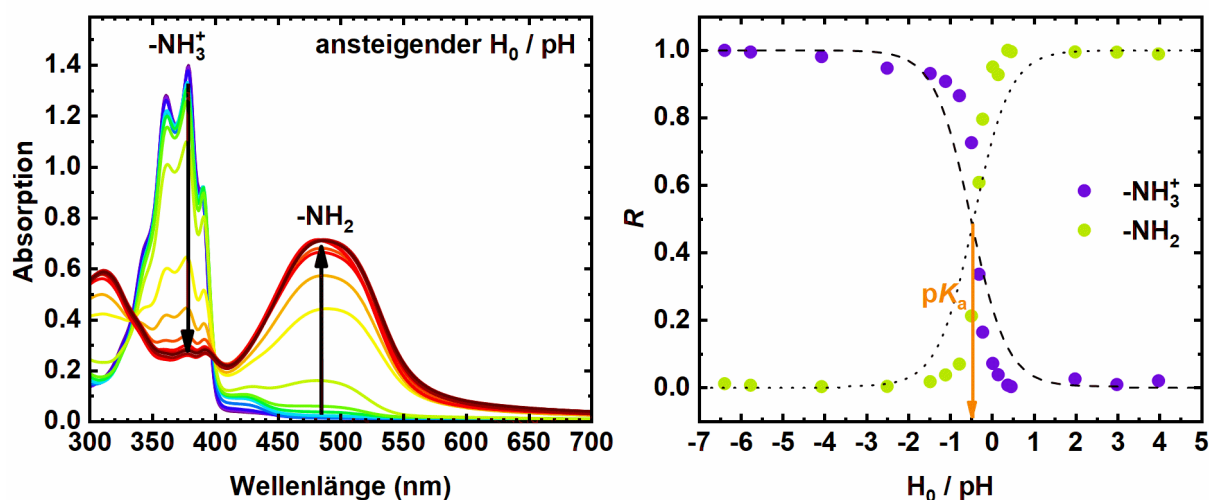 -NH₃⁺
ansteigender H₀ / pH
-NH₂
Absorption
1.4
1.2
1.0
0.8
0.6
0.4
0.2
0.0
300 350 400 450 500 550 600 650 700
Wellenlänge (nm)
R
1.0
0.8
0.6
0.4
0.2
0.0
-NH₃⁺
-NH₂
pKₐ
-7 -6 -5 -4 -3 -2 -1 0 1 2 3 4 5
H₀ / pH